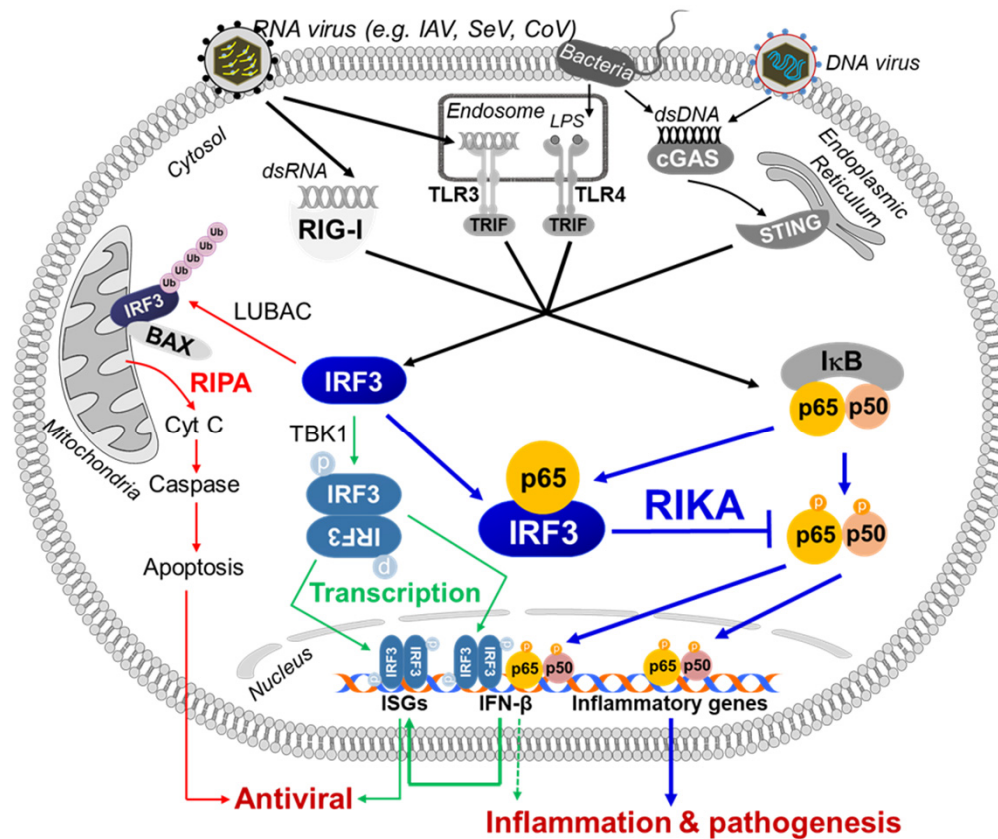 RNA virus (e.g. IAV, SeV, CoV)
Bacteria
DNA virus
Cytosol
Endosome
LPS
dsDNA
cGAS
Endoplasmic
Reticulum
dsRNA
RIG-I
TLR3
TLR4
TRIF
TRIF
STING
Ub
Ub
Ub
Ub
Ub
IRF3
BAX
LUBAC
RIPA
Cyt C
Mitochondria
Caspase
Apoptosis
IRF3
TBK1
p
IRF3
IRF3
p
IκB
p65
p50
p65
IRF3
RIKA
p
p
p65
p50
Transcription
Nucleus
IRF3
IRF3
p
p
IRF3
IRF3
p
p
p
p
p65
p50
p
p
p65
p50
ISGs
IFN-β
Inflammatory genes
Antiviral
Inflammation & pathogenesis